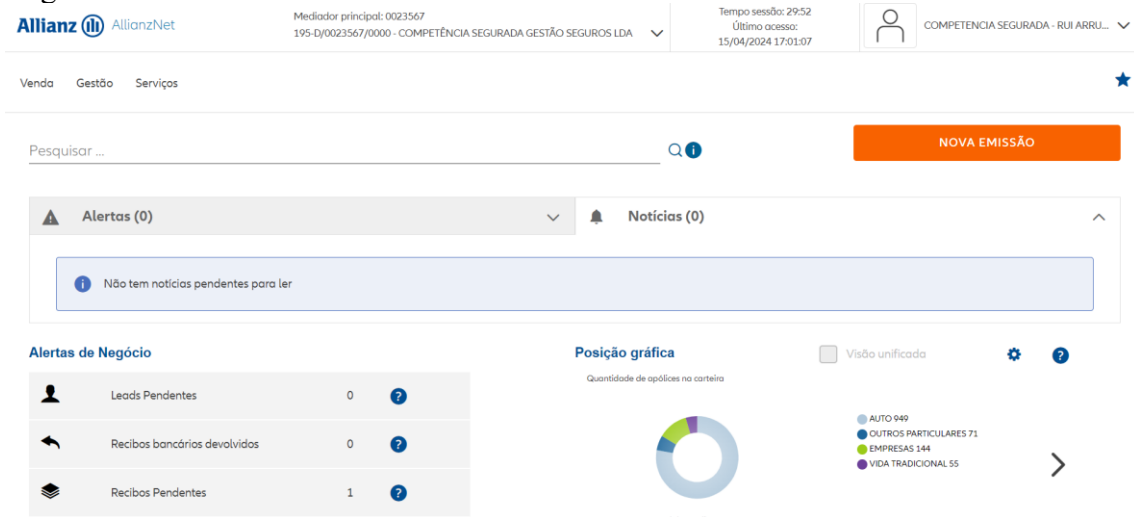 Allianz AllianzNet
Mediador principal: 0023567
195-D/0023567/0000 - COMPETÊNCIA SEGURADA GESTÃO SEGUROS LDA
Tempo sessão: 29:52
Último acesso:
15/04/2024 17:01:07
COMPETENCIA SEGURADA - RUI ARRU...
Venda Gestão Serviços
Pesquisar ...
NOVA EMISSÃO
Alertas (0)
Notícias (0)
Não tem notícias pendentes para ler
Alertas de Negócio
Leads Pendentes 0
Recibos bancários devolvidos 0
Recibos Pendentes 1
Posição gráfica
Visão unificada
Quantidade de apólices na carteira
AUTO 949
OUTROS PARTICULARES 71
EMPRESAS 144
VIDA TRADICIONAL 55